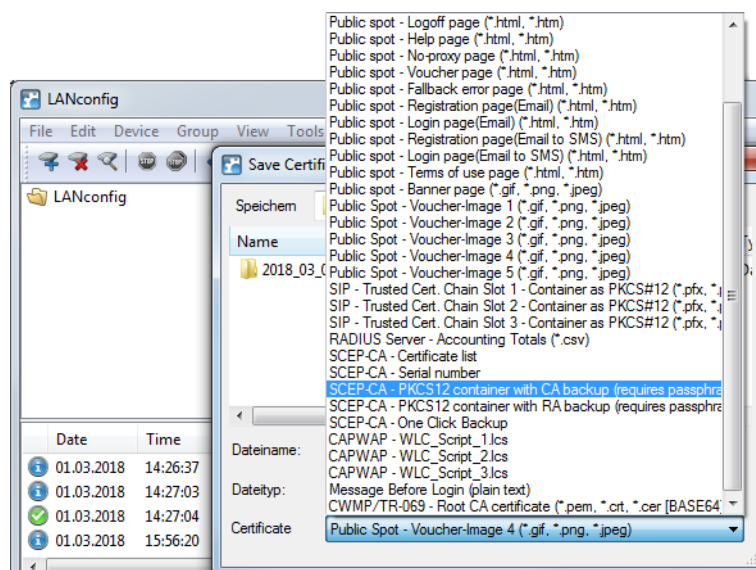 LANconfig
File Edit Device Group View Tools
LANconfig
Save Certifi
Speichern
Name
2018_03_0
Public spot - Logoff page (*.html, *.htm)
Public spot - Help page (*.html, *.htm)
Public spot - No-proxy page (*.html, *.htm)
Public spot - Voucher page (*.html, *.htm)
Public spot - Fallback error page (*.html, *.htm)
Public spot - Registration page(Email) (*.html, *.htm)
Public spot - Login page(Email) (*.html, *.htm)
Public spot - Registration page(Email to SMS) (*.html, *.htm)
Public spot - Login page(Email to SMS) (*.html, *.htm)
Public spot - Terms of use page (*.html, *.htm)
Public spot - Banner page (*.gif, *.png, *.jpeg)
Public Spot - Voucher-Image 1 (*.gif, *.png, *.jpeg)
Public Spot - Voucher-Image 2 (*.gif, *.png, *.jpeg)
Public Spot - Voucher-Image 3 (*.gif, *.png, *.jpeg)
Public Spot - Voucher-Image 4 (*.gif, *.png, *.jpeg)
Public Spot - Voucher-Image 5 (*.gif, *.png, *.jpeg)
SIP - Trusted Cert. Chain Slot 1 - Container as PKCS#12 (*.pfx, *.
SIP - Trusted Cert. Chain Slot 2 - Container as PKCS#12 (*.pfx, *.
SIP - Trusted Cert. Chain Slot 3 - Container as PKCS#12 (*.pfx, *.
RADIUS Server - Accounting Totals (*.csv)
SCEP-CA - Certificate list
SCEP-CA - Serial number
SCEP-CA - PKCS12 container with CA backup (requires passphra
SCEP-CA - PKCS12 container with RA backup (requires passphra
SCEP-CA - One Click Backup
CAPWAP - WLC_Script_1.lcs
CAPWAP - WLC_Script_2.lcs
CAPWAP - WLC_Script_3.lcs
Message Before Login (plain text)
CWMP/TR-069 - Root CA certificate (*.pem, *.crt, *.cer [BASE64]
Dateiname:
Dateityp:
Certificate Public Spot - Voucher-Image 4 (*.gif, *.png, *.jpeg)
Date Time
01.03.2018 14:26:37
01.03.2018 14:27:03
01.03.2018 14:27:04
01.03.2018 15:56:20